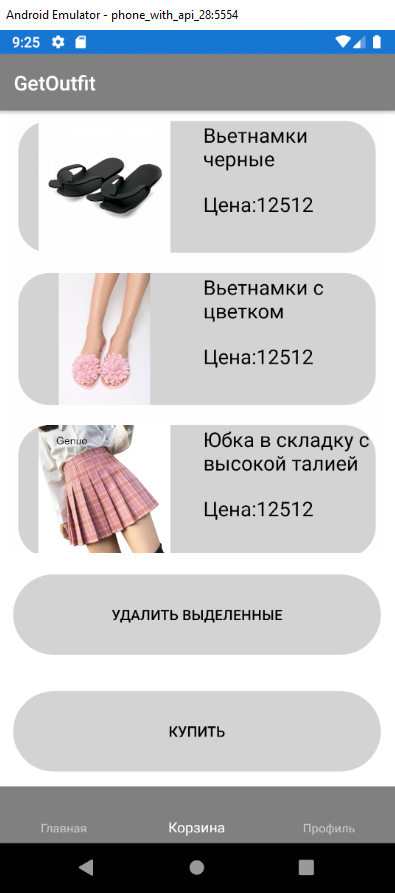 Android Emulator - phone_with_api_28:5554
9:25
GetOutfit
Вьетнамки
черные
Цена:12512
Вьетнамки с
цветком
Цена:12512
Genuo
Юбка в складку с
высокой талией
Цена:12512
УДАЛИТЬ ВЫДЕЛЕННЫЕ
КУПИТЬ
Главная
Корзина
Профиль